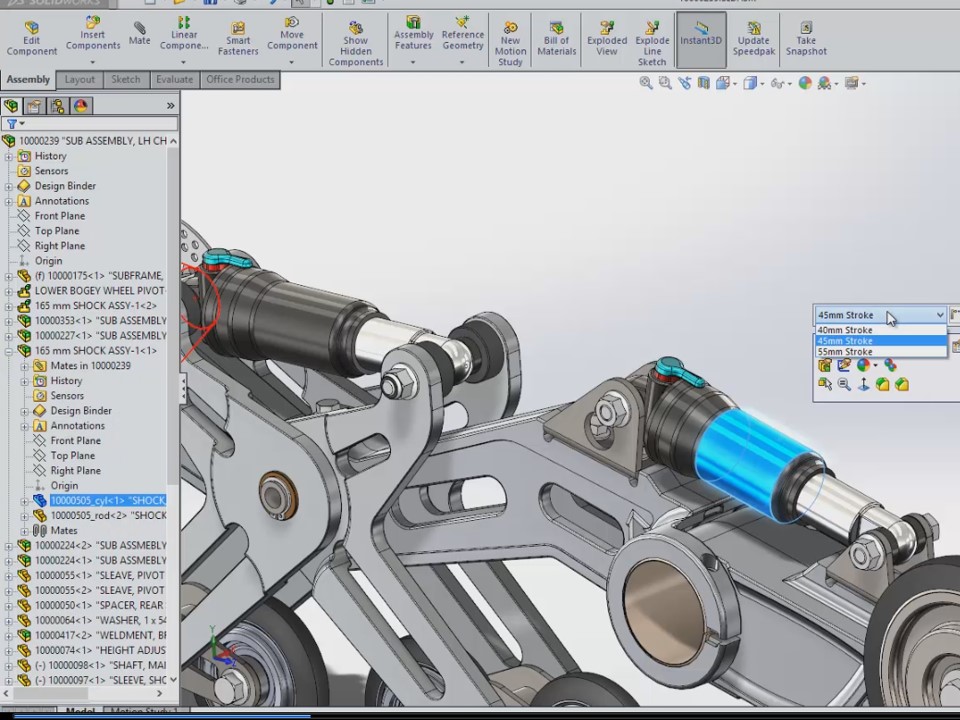 SOLIDWORKS
Edit Component
Insert Components
Mate
Linear Compone...
Smart Fasteners
Move Component
Show Hidden Components
Assembly Features
Reference Geometry
New Motion Study
Bill of Materials
Exploded View
Explode Line Sketch
Instant3D
Update Speedpak
Take Snapshot
Assembly
Layout
Sketch
Evaluate
Office Products
10000239 "SUB ASSEMBLY, LH CH
History
Sensors
Design Binder
Annotations
Front Plane
Top Plane
Right Plane
Origin
(f) 10000175<1> "SUBFRAME,
LOWER BOGEY WHEEL PIVOT
165 mm SHOCK ASSY-1<2>
10000353<1> "SUB ASSEMBLY
10000227<1> "SUB ASSEMBLY
165 mm SHOCK ASSY-1<1>
Mates in 10000239
History
Sensors
Design Binder
Annotations
Front Plane
Top Plane
Right Plane
Origin
10000505_cyl<1> "SHOCK
10000505_rod<2> "SHOCK
Mates
10000224<2> "SUB ASSMEBLY
10000224<1> "SUB ASSMEBLY
10000055<1> "SLEAVE, PIVOT
10000055<2> "SLEAVE, PIVOT
10000050<1> "SPACER, REAR
10000064<1> "WASHER, 1 x 54
10000417<2> "WELDMENT, BF
10000074<1> "HEIGHT ADJUS
(-) 10000098<1> "SHAFT, MAI
(-) 10000097<1> "SLEEVE, SHO
45mm Stroke
40mm Stroke
45mm Stroke
55mm Stroke
Model
Motion Study 1